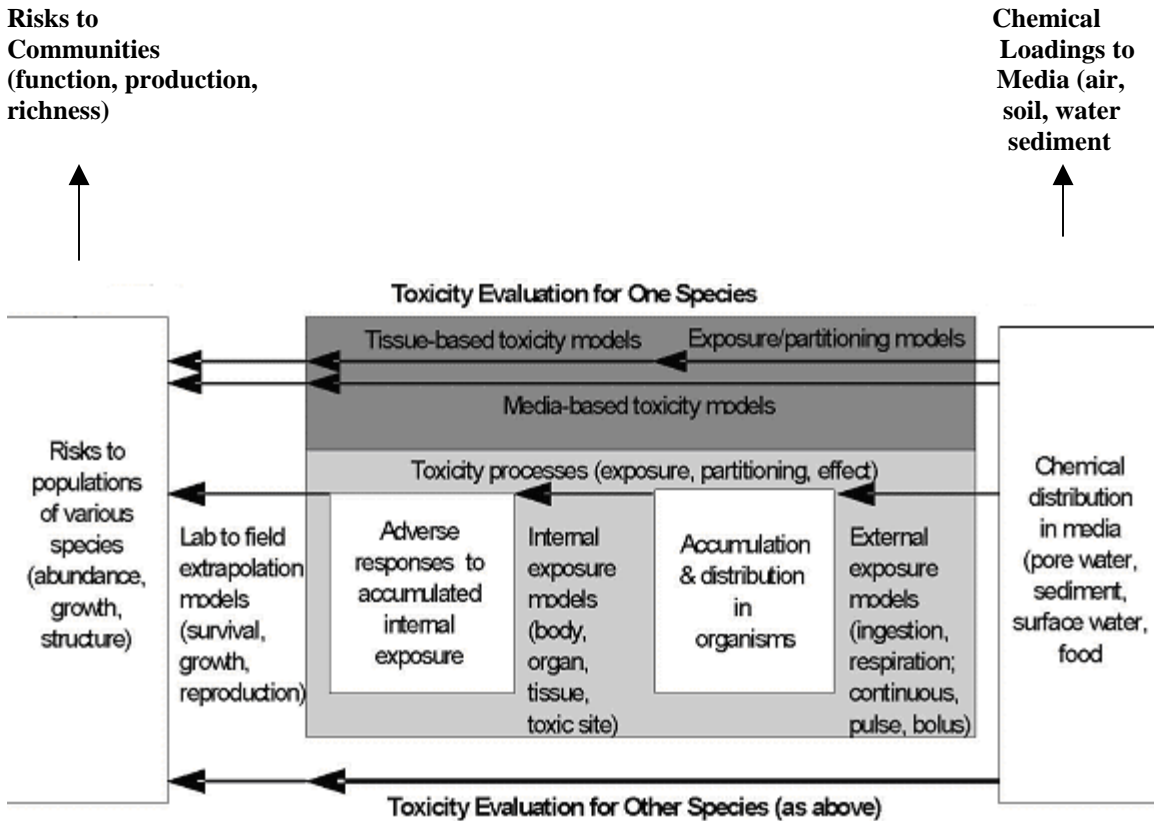 Risks to
Communities
(function, production,
richness)
Chemical
Loadings to
Media (air,
soil, water
sediment
Toxicity Evaluation for One Species
Tissue-based toxicity models
Exposure/partitioning models
Media-based toxicity models
Toxicity processes (exposure, partitioning, effect)
Risks to
populations
of various
species
(abundance,
growth,
structure)
Lab to field
extrapolation
models
(survival,
growth,
reproduction)
Adverse
responses to
accumulated
internal
exposure
Internal
exposure
models
(body,
organ,
tissue,
toxic site)
Accumulation
& distribution
in
organisms
External
exposure
models
(ingestion,
respiration;
continuous,
pulse, bolus)
Chemical
distribution
in media
(pore water,
sediment,
surface water,
food
Toxicity Evaluation for Other Species (as above)